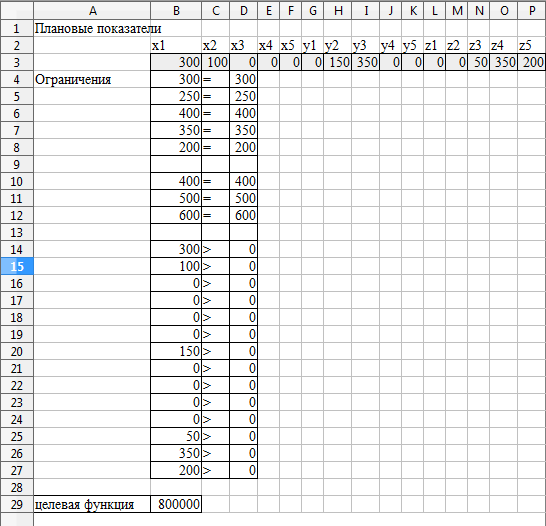 A B C D E F G H I J K L M N O P
1 Плановые показатели
2 x1 x2 x3 x4 x5 y1 y2 y3 y4 y5 z1 z2 z3 z4 z5
3 300 100 0 0 0 0 150 350 0 0 0 0 50 350 200
4 Ограничения 300 = 300
5 250 = 250
6 400 = 400
7 350 = 350
8 200 = 200
9
10 400 = 400
11 500 = 500
12 600 = 600
13
14 300 > 0
15 100 > 0
16 0 > 0
17 0 > 0
18 0 > 0
19 0 > 0
20 150 > 0
21 0 > 0
22 0 > 0
23 0 > 0
24 0 > 0
25 50 > 0
26 350 > 0
27 200 > 0
28
29 целевая функция 800000